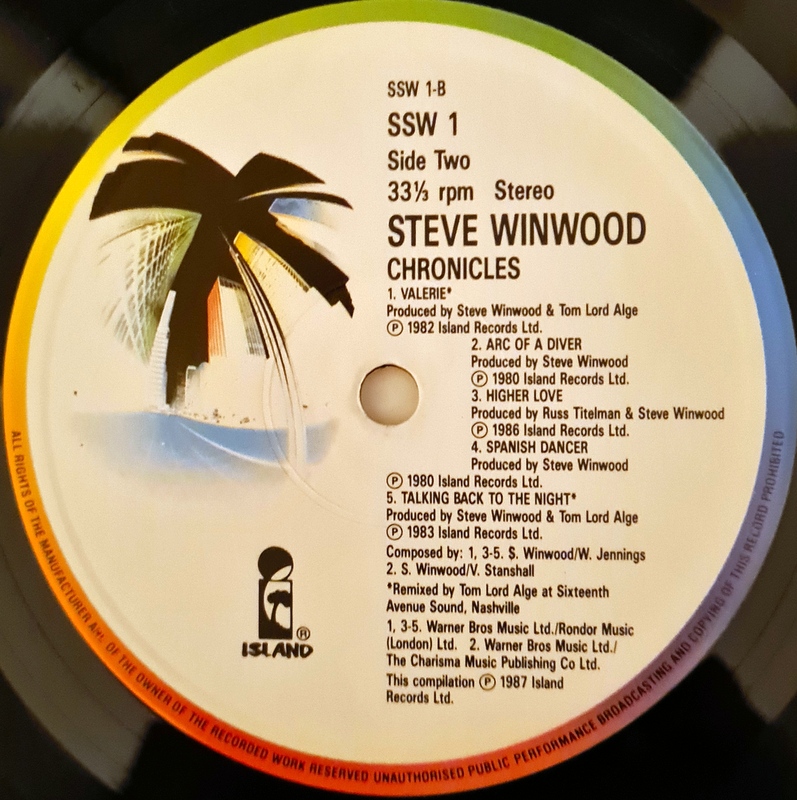 SSW 1-B
SSW 1
Side Two
33⅓ rpm Stereo
STEVE WINWOOD
CHRONICLES
1. VALERIE*
Produced by Steve Winwood & Tom Lord Alge
Ⓟ 1982 Island Records Ltd.
2. ARC OF A DIVER
Produced by Steve Winwood
Ⓟ 1980 Island Records Ltd.
3. HIGHER LOVE
Produced by Russ Titelman & Steve Winwood
Ⓟ 1986 Island Records Ltd.
4. SPANISH DANCER
Produced by Steve Winwood
Ⓟ 1980 Island Records Ltd.
5. TALKING BACK TO THE NIGHT*
Produced by Steve Winwood & Tom Lord Alge
Ⓟ 1983 Island Records Ltd.
Composed by: 1, 3-5. S. Winwood/W. Jennings
2. S. Winwood/V. Stanshall
*Remixed by Tom Lord Alge at Sixteenth
Avenue Sound, Nashville
1, 3-5. Warner Bros Music Ltd./Rondor Music
(London) Ltd. 2. Warner Bros Music Ltd./
The Charisma Music Publishing Co Ltd.
This compilation Ⓟ 1987 Island
Records Ltd.
ISLAND ®
ALL RIGHTS OF THE MANUFACTURER AND OF THE OWNER OF THE RECORDED WORK RESERVED UNAUTHORISED PUBLIC PERFORMANCE BROADCASTING AND COPYING OF THIS RECORD PROHIBITED